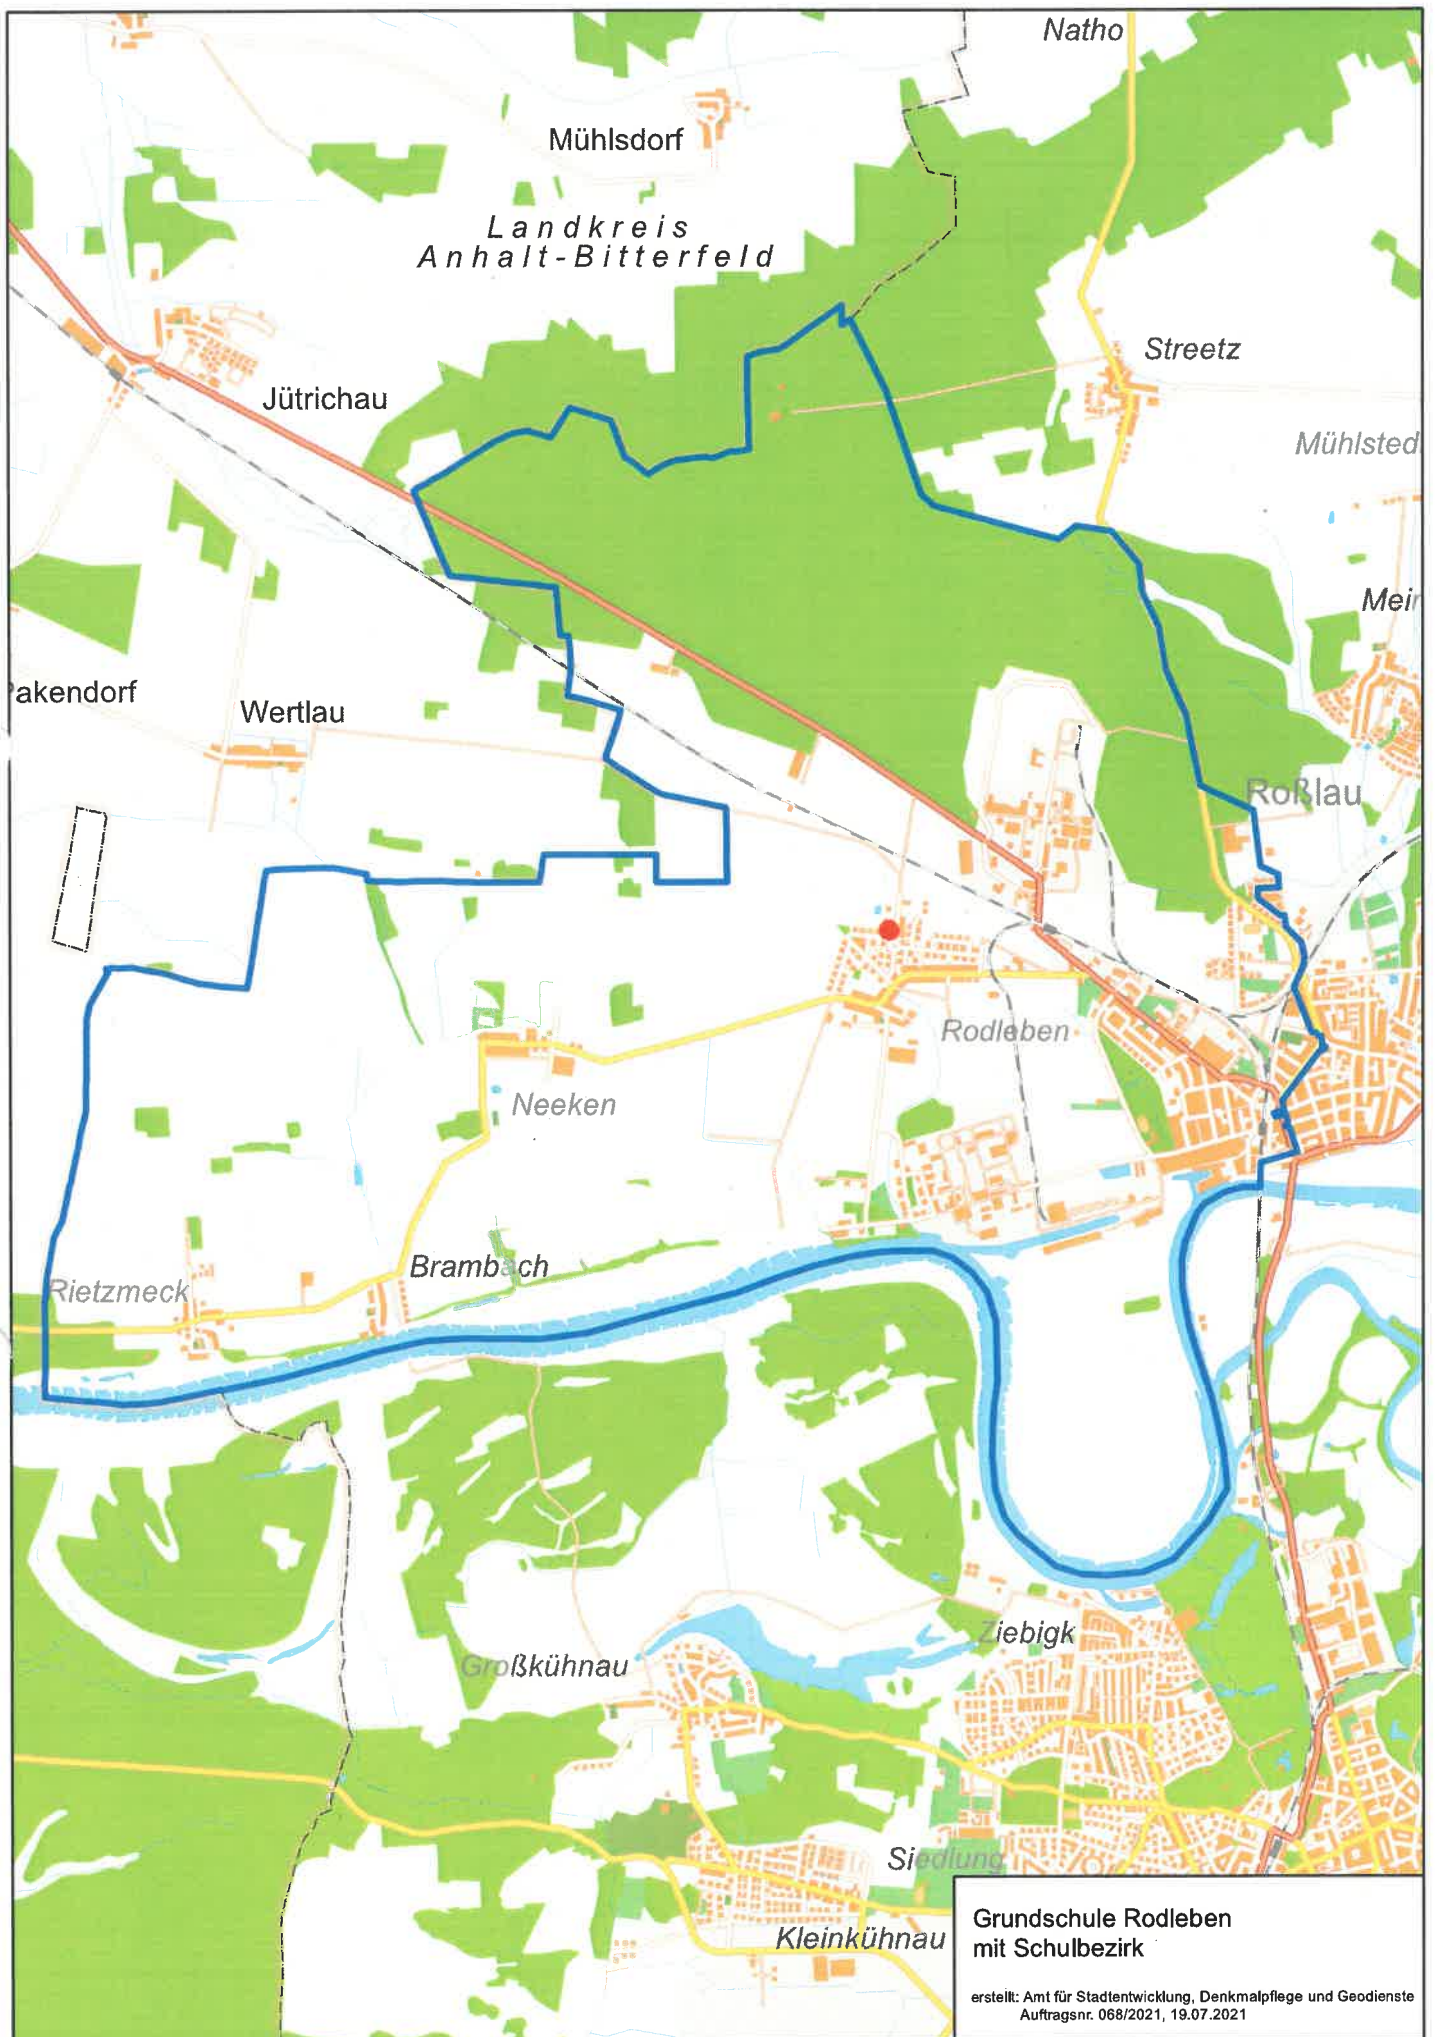 Natho
Mühlsdorf
Landkreis
Anhalt-Bitterfeld
Streetz
Jütrichau
Mühlsted
Mei
akendorf
Wertlau
Roßlau
Rodleben
Neeken
Brambach
Rietzmeck
Ziebigk
Großkühnau
Siedlung
Kleinkühnau
Grundschule Rodleben
mit Schulbezirk
erstellt: Amt für Stadtentwicklung, Denkmalpflege und Geodienste
Auftragsnr. 068/2021, 19.07.2021